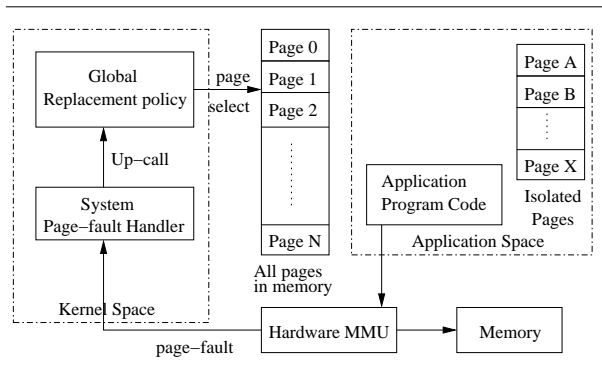 Global
Replacement policy
Up-call
System
Page-fault Handler
Kernel Space
page
select
Page 0
Page 1
Page 2
Page N
All pages
in memory
Application
Program Code
Page A
Page B
Page X
Isolated
Pages
Application Space
page-fault
Hardware MMU
Memory